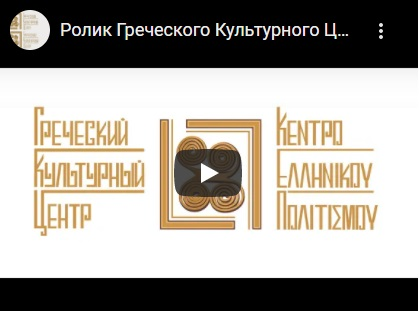 Ролик Греческого Культурного Ц...
ГРЕЧЕСКИЙ
КУЛЬТУРНЫЙ
ЦЕНТР
ΚΕΝΤΡΟ
ΕΛΛΗΝΙΚΟΥ
ΠΟΛΙΤΙΣΜΟΥ